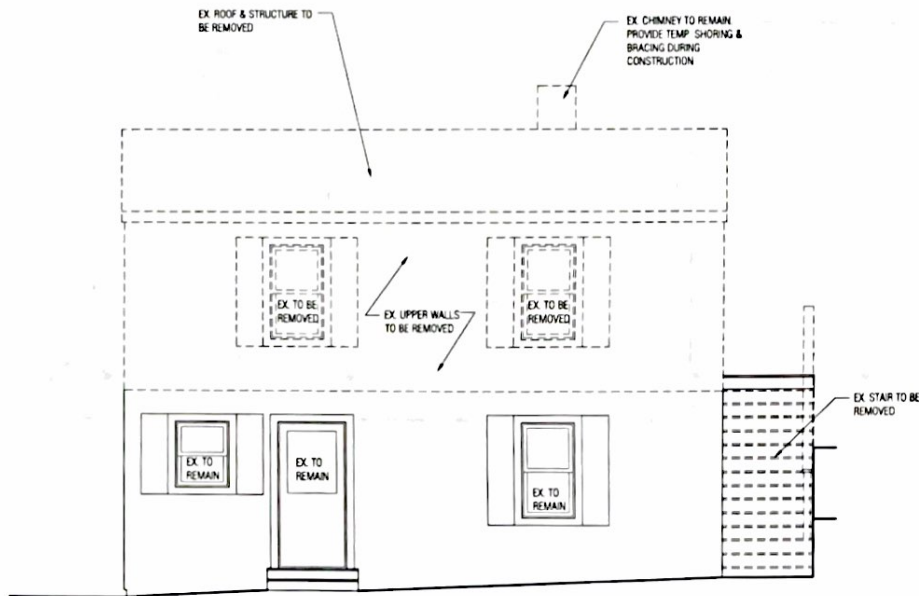 EX. ROOF & STRUCTURE TO
BE REMOVED
EX. CHIMNEY TO REMAIN.
PROVIDE TEMP. SHORING &
BRACING DURING
CONSTRUCTION
EX. TO BE
REMOVED
EX. UPPER WALLS
TO BE REMOVED
EX. TO BE
REMOVED
EX. STAIR TO BE
REMOVED
EX. TO
REMAIN
EX. TO
REMAIN
EX. TO
REMAIN